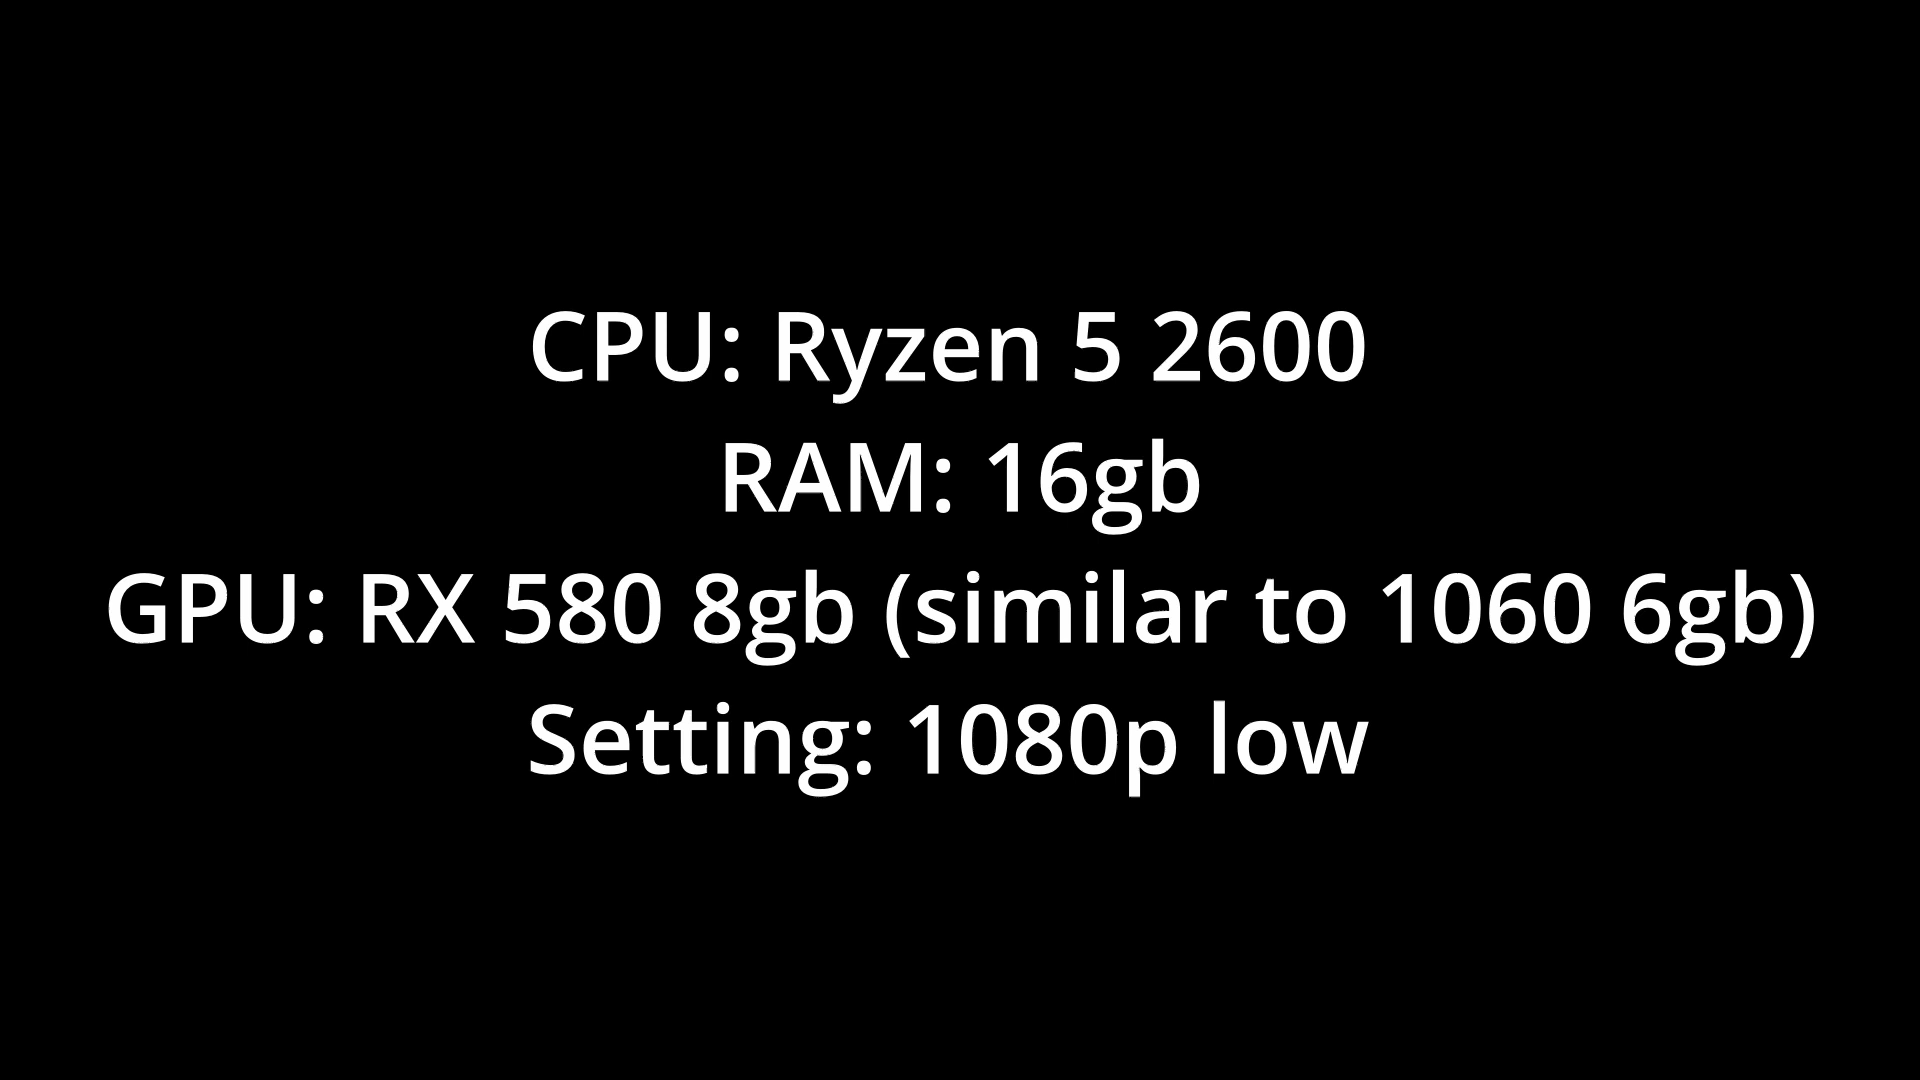 CPU: Ryzen 5 2600
RAM: 16gb
GPU: RX 580 8gb (similar to 1060 6gb)
Setting: 1080p low